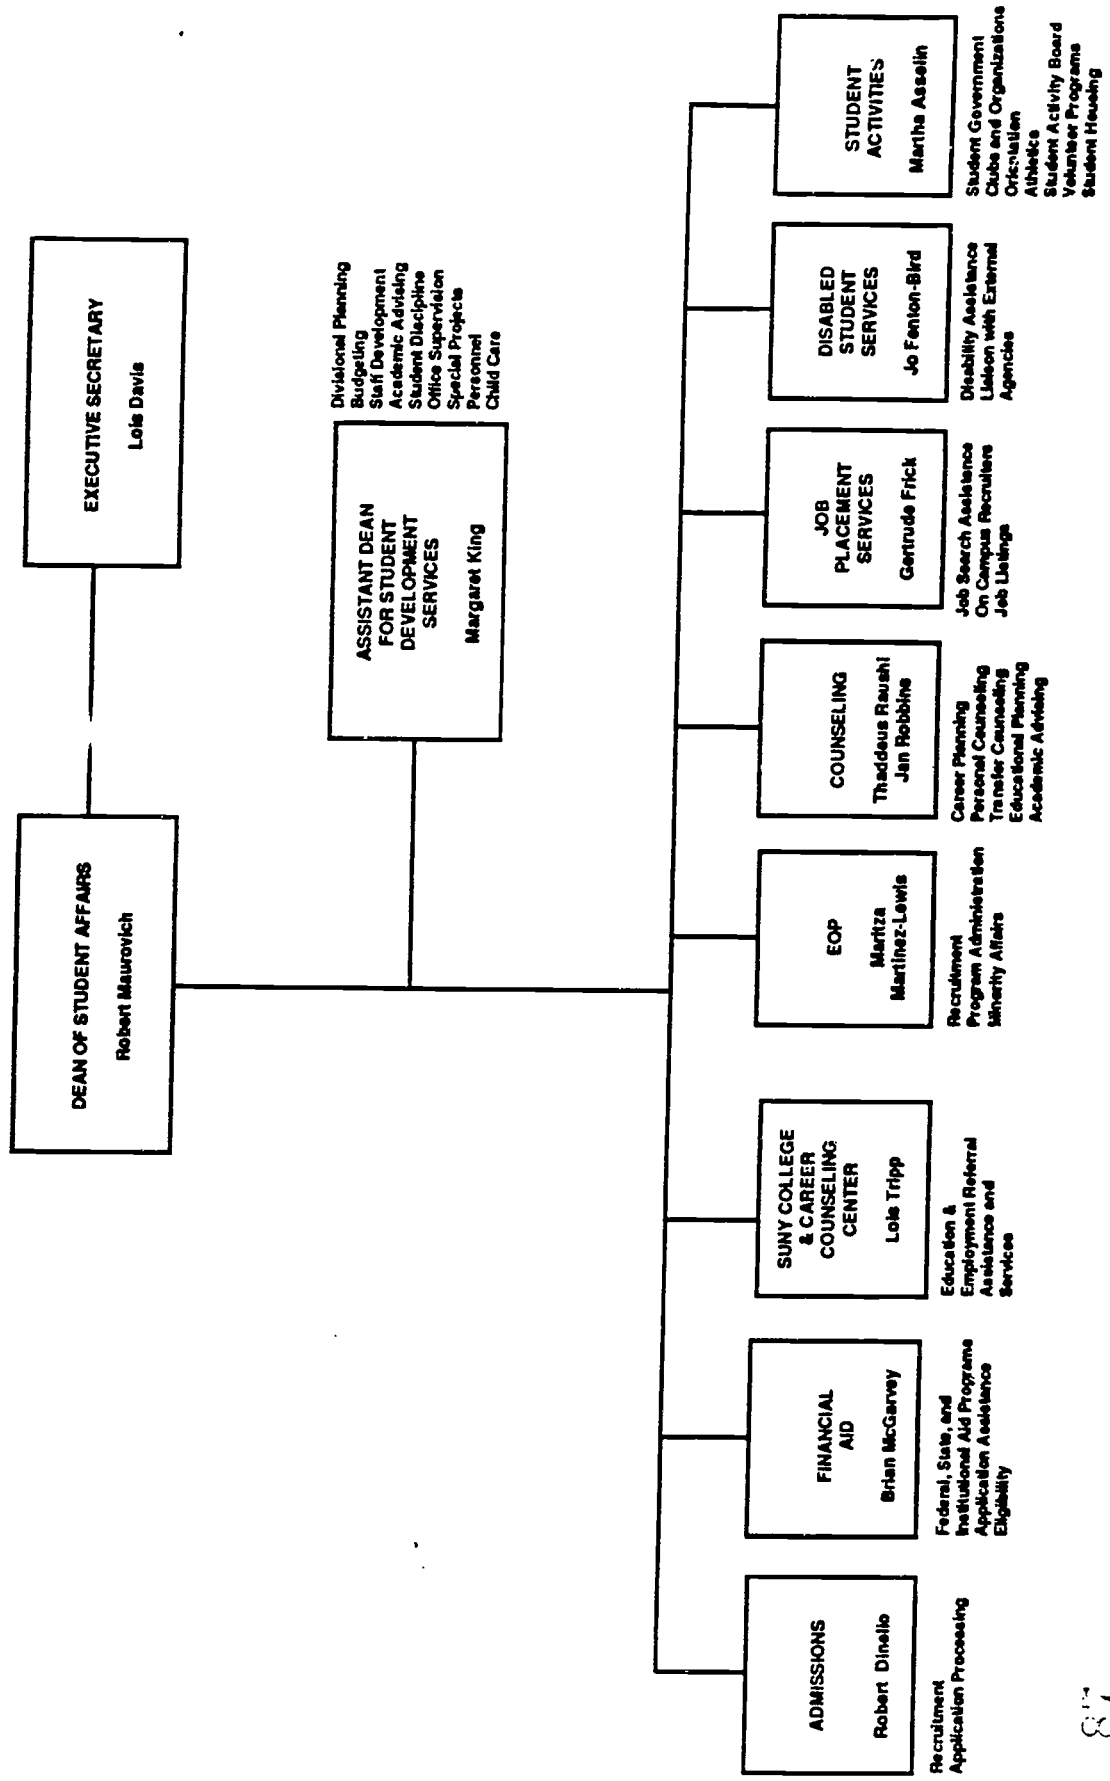 DEAN OF STUDENT AFFAIRS
Robert Maurovich
EXECUTIVE SECRETARY
Lois Davis
ASSISTANT DEAN
FOR STUDENT
DEVELOPMENT
SERVICES
Margaret King
Divisional Planning
Budgeting
Staff Development
Academic Advising
Student Discipline
Office Supervision
Special Projects
Personnel
Child Care
ADMISSIONS
Robert Dinello
Recruitment
Application Processing
FINANCIAL
AID
Brian McGarvey
Federal, State, and
Institutional Aid Programs
Application Assistance
Eligibility
SUNY COLLEGE
& CAREER
COUNSELING
CENTER
Lois Tripp
Education &
Employment Referral
Assistance and
Services
EOP
Maritza
Martinez-Lewis
Recruitment
Program Administration
Minority Affairs
COUNSELING
Thaddeus Raushi
Jan Robbins
Career Planning
Personal Counseling
Transfer Counseling
Educational Planning
Academic Advising
JOB
PLACEMENT
SERVICES
Gertrude Frick
Job Search Assistance
On Campus Recruiters
Job Listings
DISABLED
STUDENT
SERVICES
Jo Fenton-Bird
Disability Assistance
Liaison with External
Agencies
STUDENT
ACTIVITIES
Martha Asselin
Student Government
Clubs and Organizations
Orientation
Athletics
Student Activity Board
Volunteer Programs
Student Housing